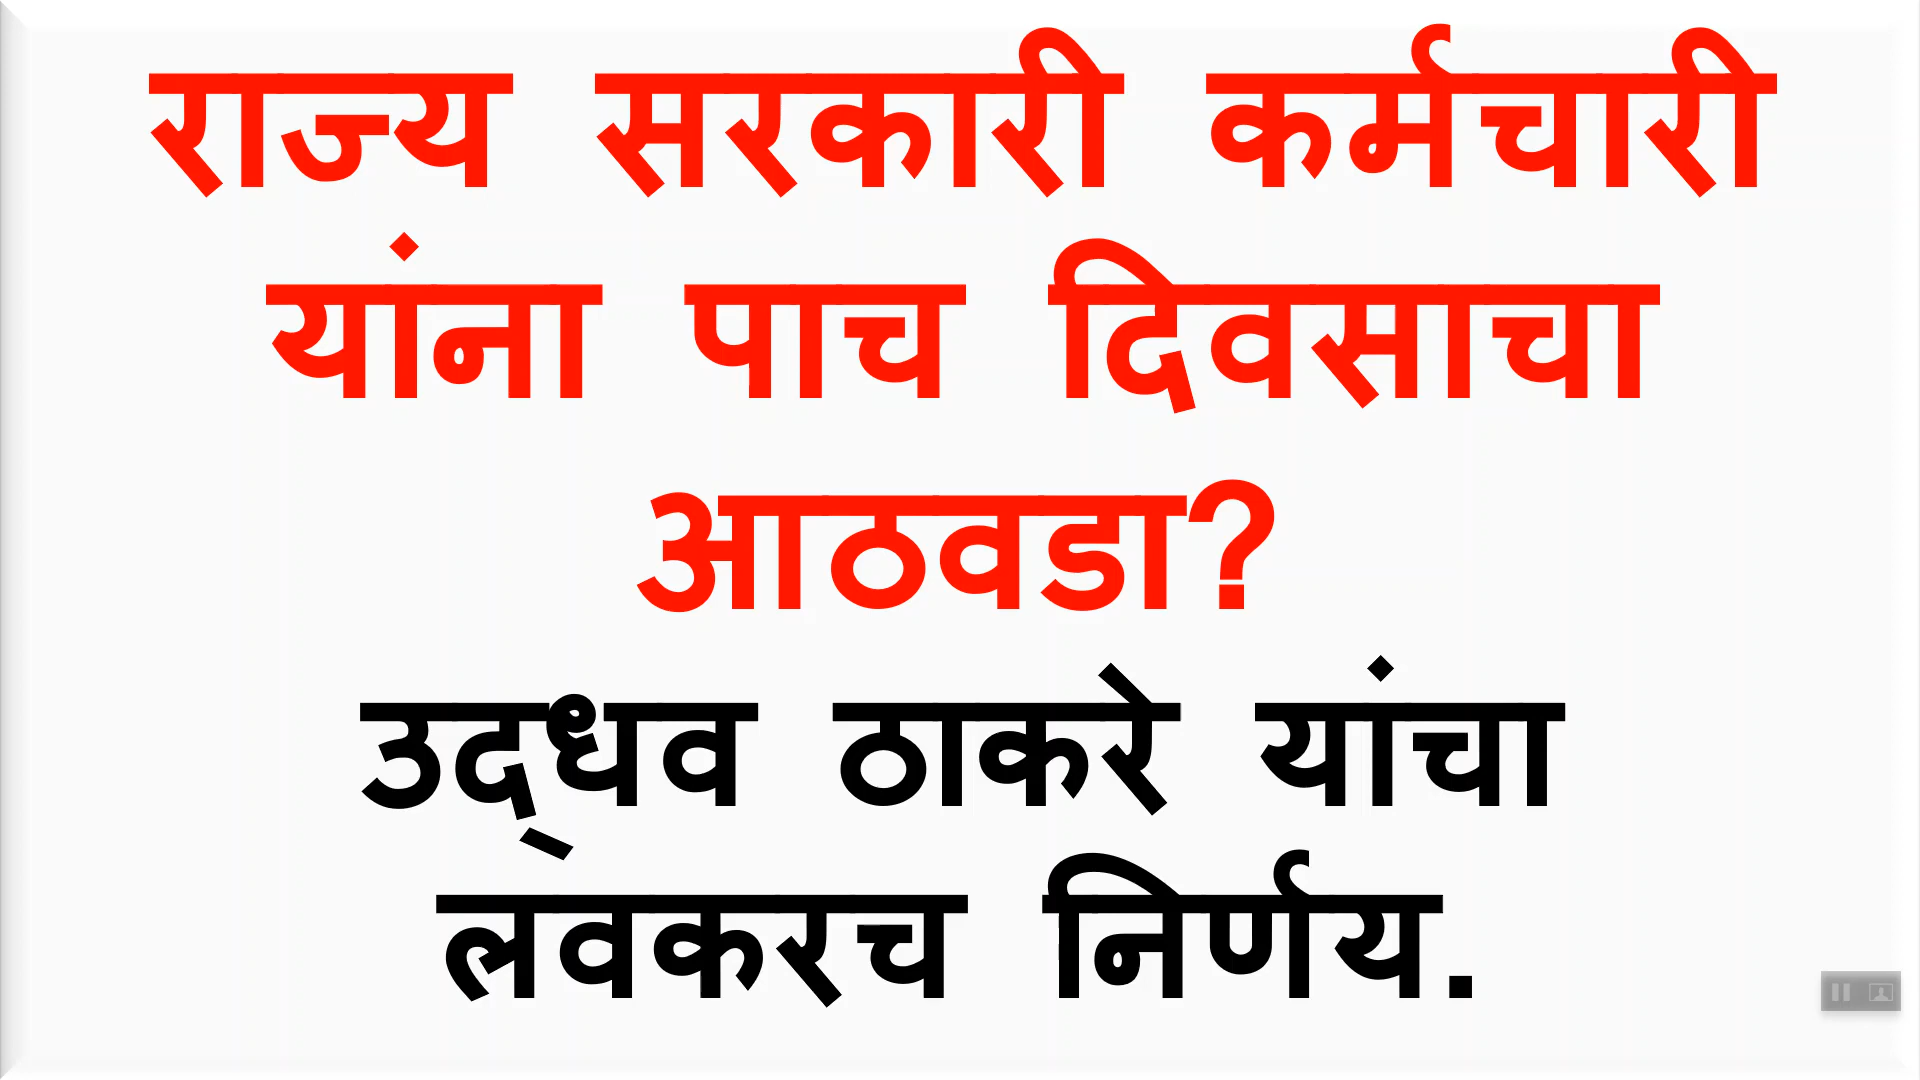 राज्य सरकारी कर्मचारी
यांना पाच दिवसाचा
आठवडा?
उद्‌धव ठाकरे यांचा
लवकरच निर्णय.